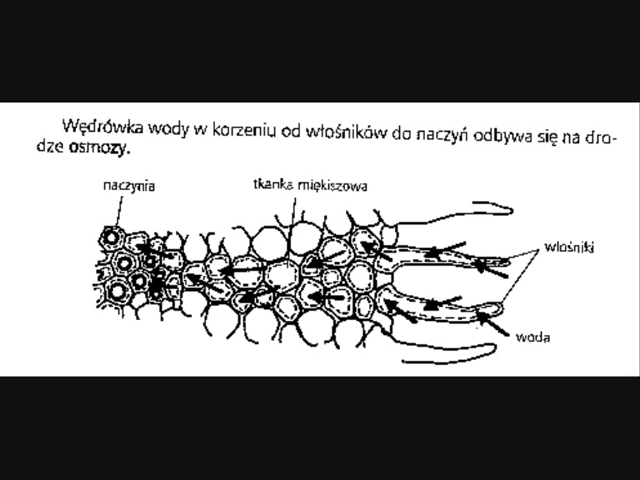 Wędrówka wody w korzeniu od włośników do naczyń odbywa się na dro-
dze osmozy.
naczynia
tkanka miękiszowa
włośniki
woda